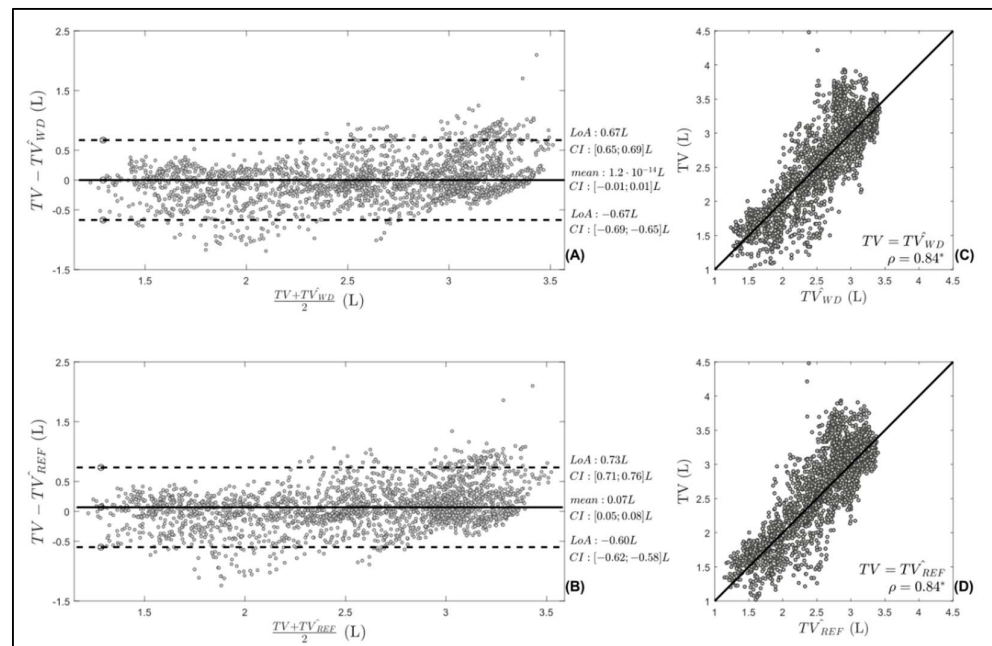 2.5
1.5
0.5
0
-0.5
-1.5
TV − TV̂_WD (L)
1.5 2 2.5 3 3.5
(TV+TV̂_WD)/2 (L)
LoA : 0.67L
CI : [0.65; 0.69]L
mean : 1.2 · 10⁻¹⁴L
CI : [−0.01; 0.01]L
LoA : −0.67L
CI : [−0.69; −0.65]L
(A)
4.5
4
3.5
3
2.5
2
1.5
1
TV (L)
TV = TV̂_WD
ρ = 0.84*
(C)
1 1.5 2 2.5 3 3.5 4 4.5
TV̂_WD (L)
2.5
1.5
0.5
0
-0.5
-1.5
TV − TV̂_REF (L)
1.5 2 2.5 3 3.5
(TV+TV̂_REF)/2 (L)
LoA : 0.73L
CI : [0.71; 0.76]L
mean : 0.07L
CI : [0.05; 0.08]L
LoA : −0.60L
CI : [−0.62; −0.58]L
(B)
4.5
4
3.5
3
2.5
2
1.5
1
TV (L)
TV = TV̂_REF
ρ = 0.84*
(D)
1 1.5 2 2.5 3 3.5 4 4.5
TV̂_REF (L)